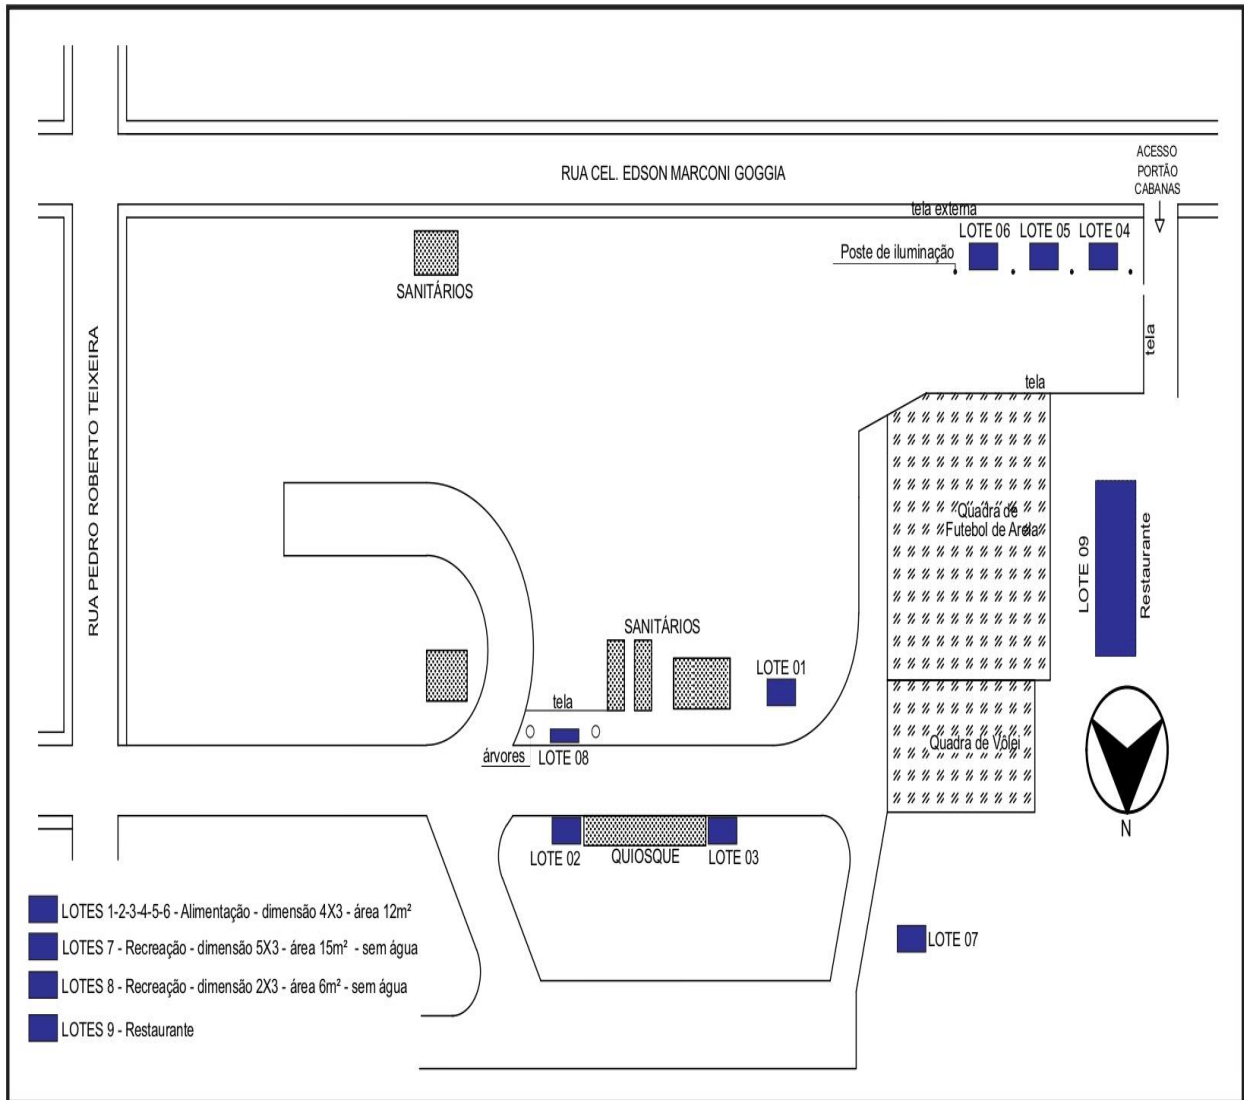 RUA CEL. EDSON MARCONI GOGGIA
ACESSO
PORTÃO
CABANAS
tela externa
LOTE 06
LOTE 05
LOTE 04
Poste de iluminação
SANITÁRIOS
tela
tela
RUA PEDRO ROBERTO TEIXEIRA
Quadra de
Futebol de Areia
LOTE 09
Restaurante
SANITÁRIOS
LOTE 01
tela
árvores
LOTE 08
Quadra de Vôlei
N
LOTE 02
QUIOSQUE
LOTE 03
LOTE 07
LOTES 1-2-3-4-5-6 - Alimentação - dimensão 4X3 - área 12m²
LOTES 7 - Recreação - dimensão 5X3 - área 15m² - sem água
LOTES 8 - Recreação - dimensão 2X3 - área 6m² - sem água
LOTES 9 - Restaurante